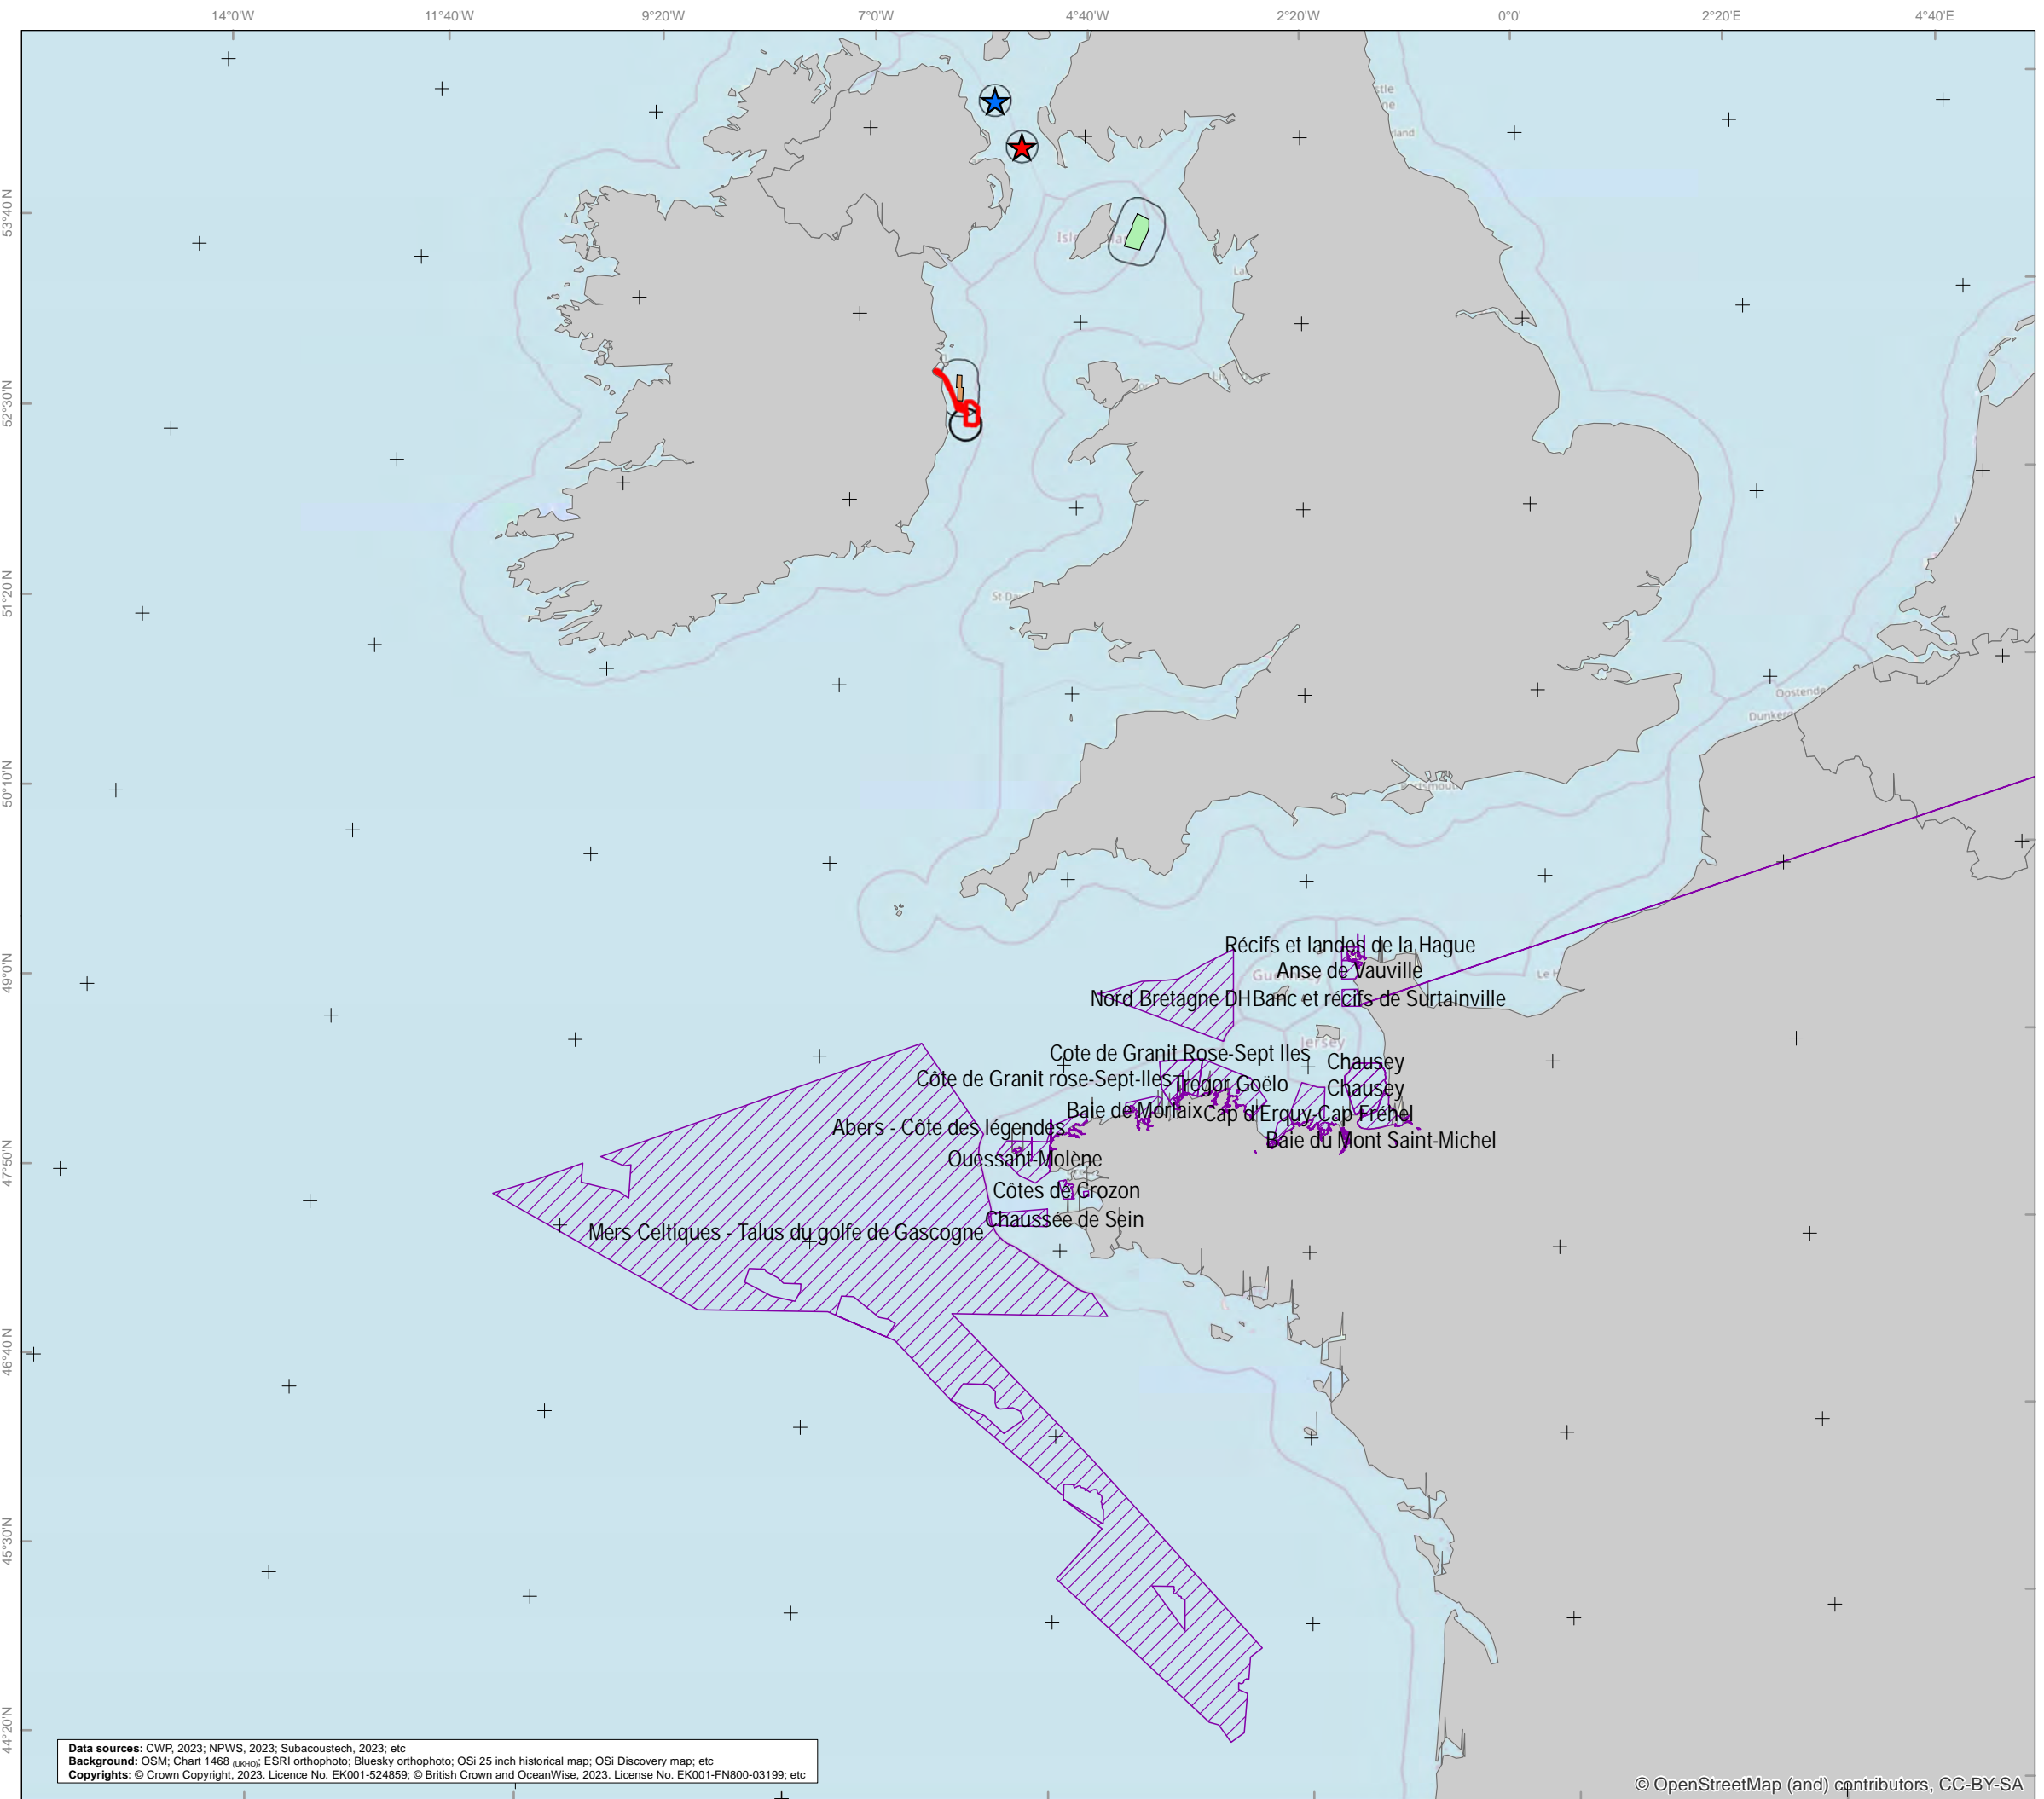 14°0'W 11°40'W 9°20'W 7°0'W 4°40'W 2°20'W 0°0' 2°20'E 4°40'E
53°40'N
52°30'N
51°20'N
50°10'N
49°0'N
47°50'N
46°40'N
45°30'N
44°20'N
St Da
Oostende
Dunker
Le H
Jersey
Récifs et landes de la Hague
Anse de Vauville
Nord Bretagne DH
Banc et récifs de Surtainville
Cote de Granit Rose-Sept Iles
Chausey
Côte de Granit rose-Sept-Iles
Tregor Goëlo
Chausey
Baie de Morlaix
Cap d'Erquy-Cap Fréhel
Abers - Côte des légendes
Baie du Mont Saint-Michel
Ouessant-Molène
Côtes de Crozon
Chaussée de Sein
Mers Celtiques - Talus du golfe de Gascogne
Data sources: CWP, 2023; NPWS, 2023; Subacoustech, 2023; etc
Background: OSM; Chart 1468 (UKHO); ESRI orthophoto; Bluesky orthophoto; OSi 25 inch historical map; OSi Discovery map; etc
Copyrights: © Crown Copyright, 2023. Licence No. EK001-524859; © British Crown and OceanWise, 2023. License No. EK001-FN800-03199; etc
© OpenStreetMap (and) contributors, CC-BY-SA